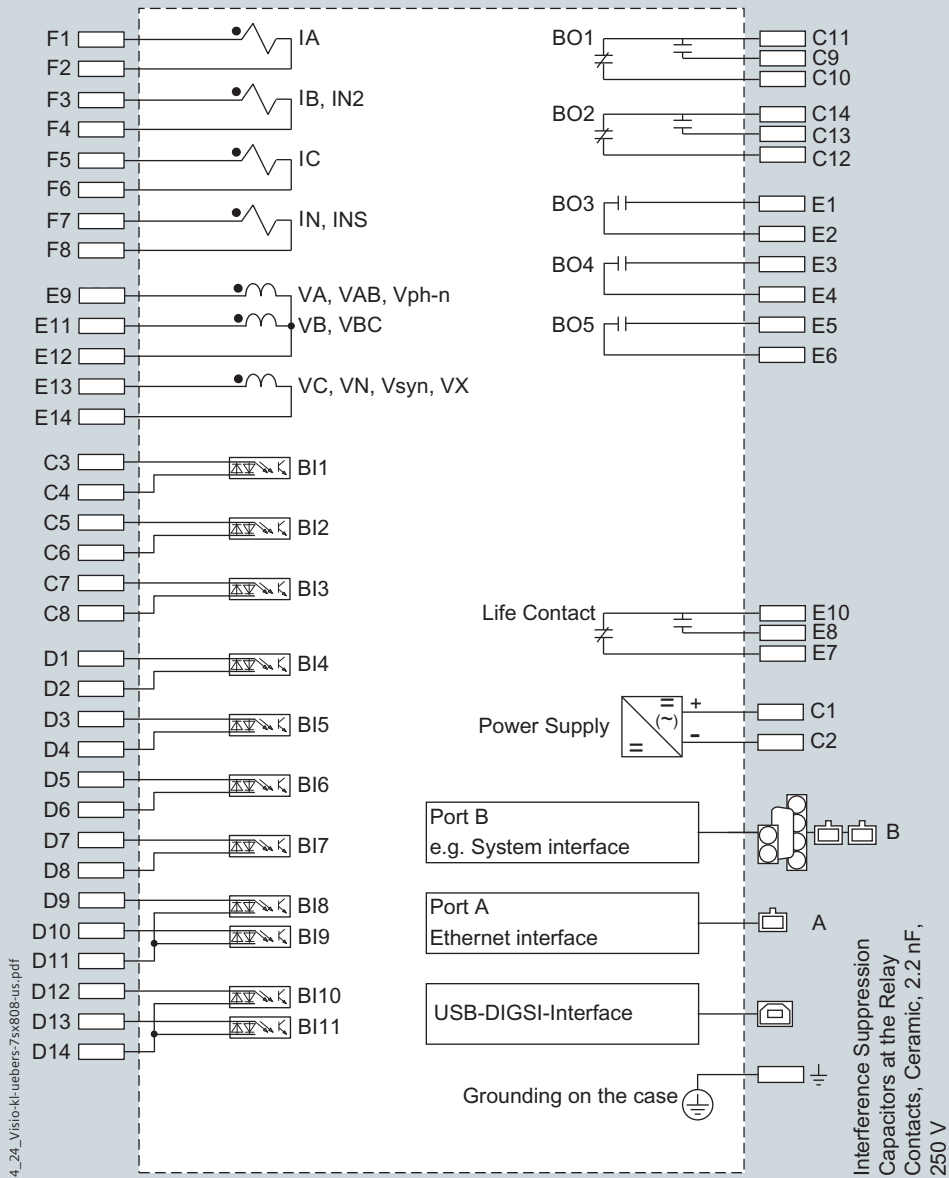 F1
IA
F2
F3
IB, IN2
F4
F5
IC
F6
F7
IN, INS
F8
E9
VA, VAB, Vph-n
E11
VB, VBC
E12
E13
VC, VN, Vsyn, VX
E14
C3
BI1
C4
C5
BI2
C6
C7
BI3
C8
D1
BI4
D2
D3
BI5
D4
D5
BI6
D6
D7
BI7
D8
D9
BI8
D10
BI9
D11
D12
BI10
D13
BI11
D14
BO1
C11
C9
C10
BO2
C14
C13
C12
BO3
E1
E2
BO4
E3
E4
BO5
E5
E6
Life Contact
E10
E8
E7
Power Supply
=
(~)
=
+
-
C1
C2
Port B
e.g. System interface
B
Port A
Ethernet interface
A
USB-DIGSI-Interface
Grounding on the case
Interference Suppression
Capacitors at the Relay
Contacts, Ceramic, 2.2 nF,
250 V
4_24_Visio-kl-uebers-7sx808-us.pdf